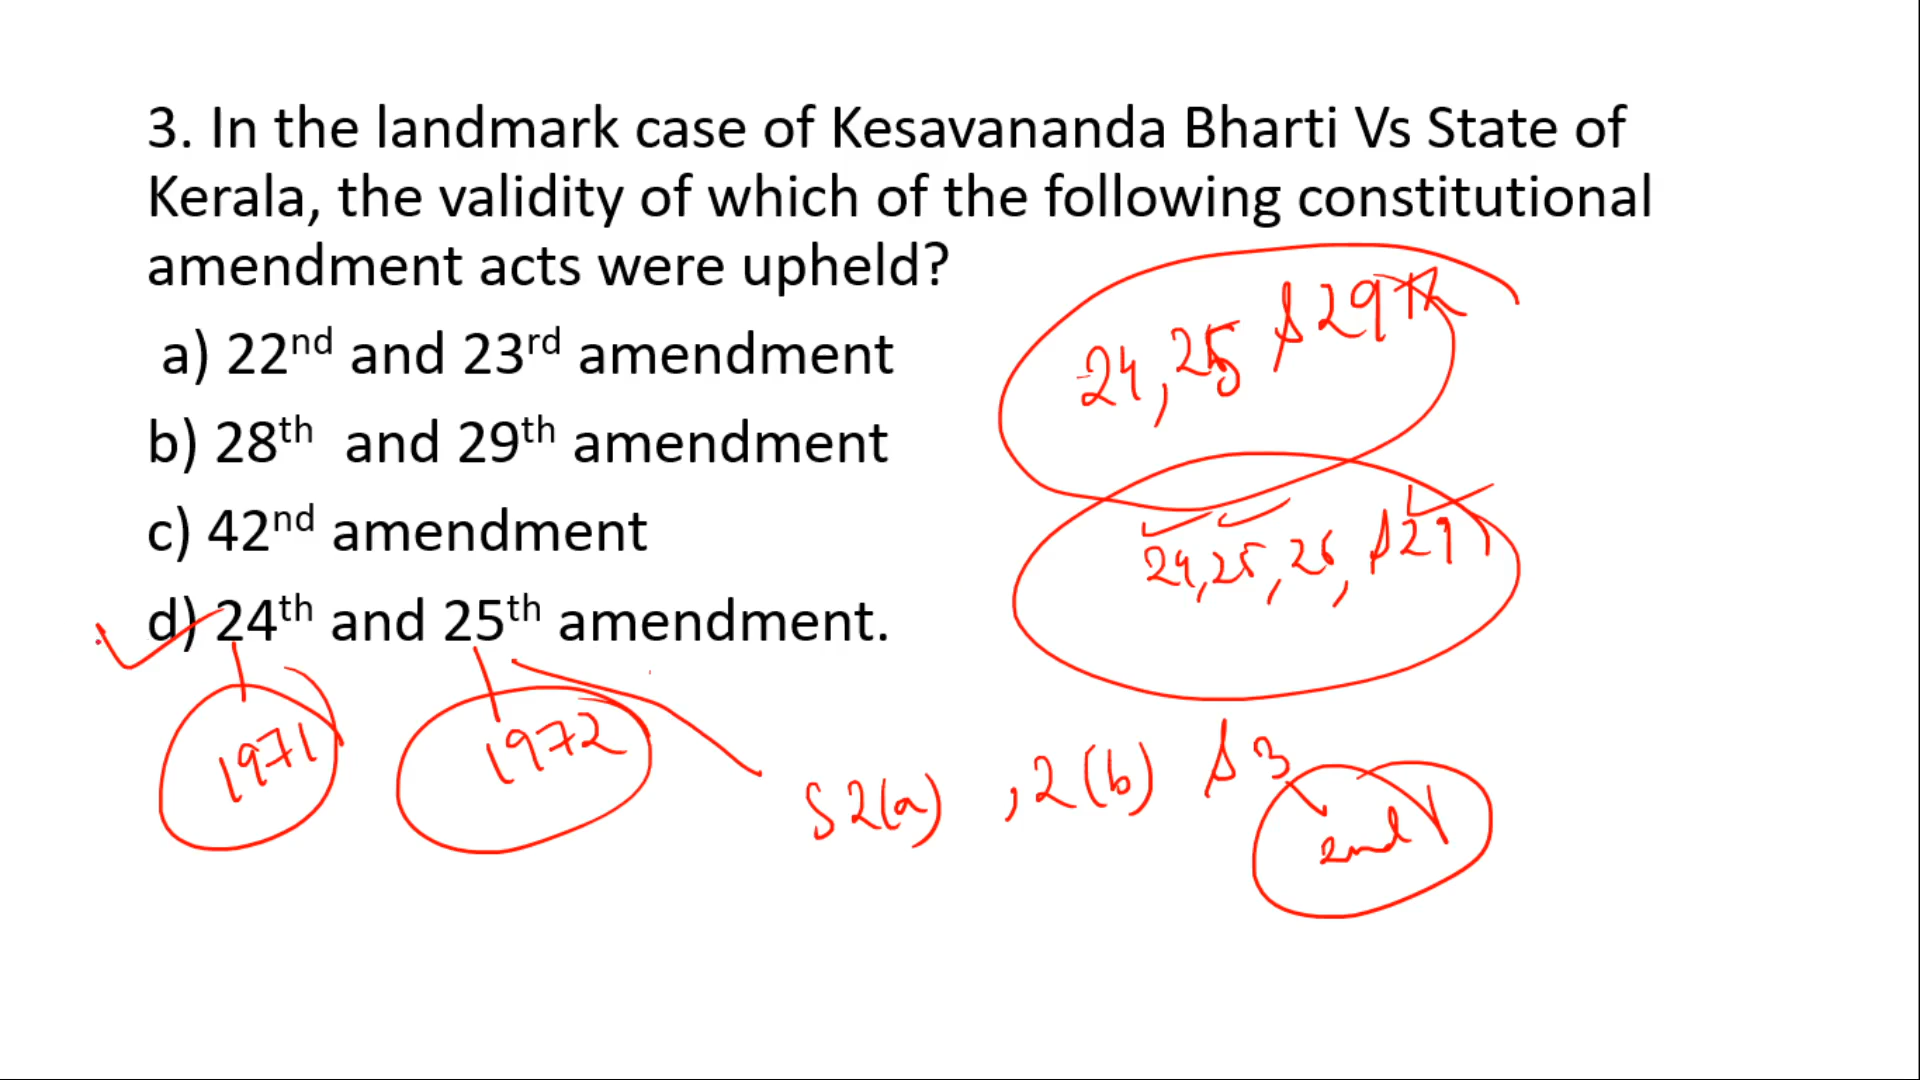 3. In the landmark case of Kesavananda Bharti Vs State of
Kerala, the validity of which of the following constitutional
amendment acts were upheld?
a) 22nd and 23rd amendment
b) 28th and 29th amendment
c) 42nd amendment
d) 24th and 25th amendment.
24, 25 & 29th
24, 25, 26, & 29
1971
1972
S 2(a), 2(b) & 3